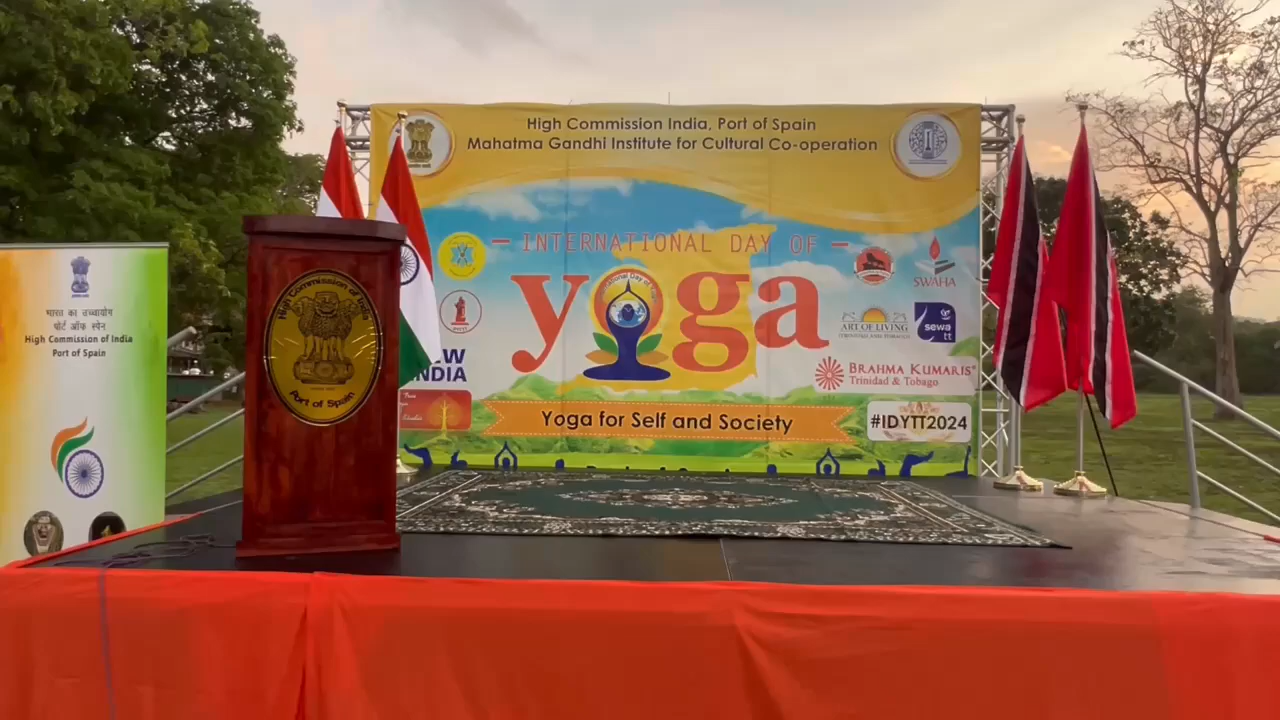 High Commission India, Port of Spain
Mahatma Gandhi Institute for Cultural Co-operation
INTERNATIONAL DAY OF
yoga
Yoga for Self and Society
#IDYTT2024
SWAHA
ART OF LIVING
sewa
tt
BRAHMA KUMARIS
Trinidad & Tobago
INDIA
High Commission of India
Port of Spain
भारत का उच्चायोग
पोर्ट ऑफ स्पेन
High Commission of India
Port of Spain